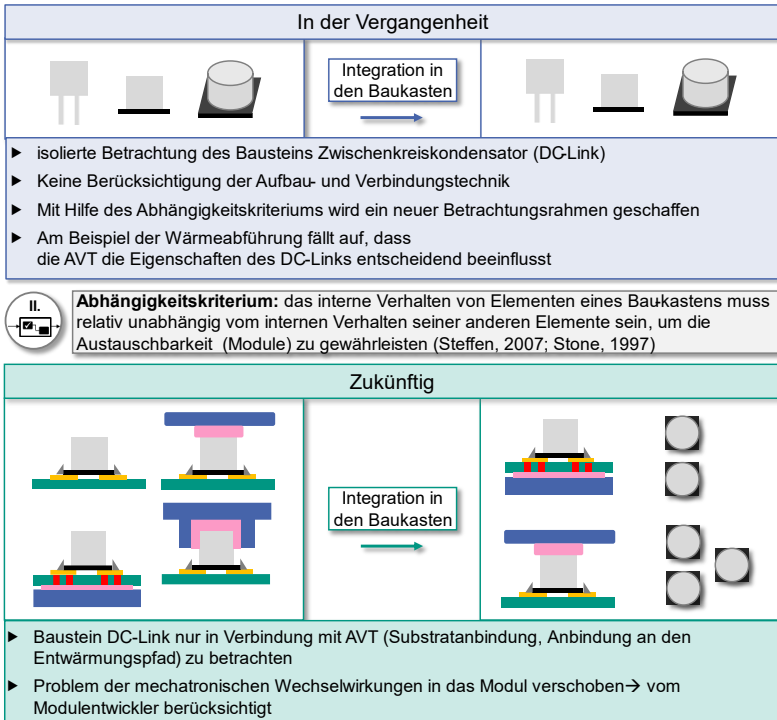 In der Vergangenheit
Integration in
den Baukasten
► isolierte Betrachtung des Bausteins Zwischenkreiskondensator (DC-Link)
► Keine Berücksichtigung der Aufbau- und Verbindungstechnik
► Mit Hilfe des Abhängigkeitskriteriums wird ein neuer Betrachtungsrahmen geschaffen
► Am Beispiel der Wärmeabführung fällt auf, dass
die AVT die Eigenschaften des DC-Links entscheidend beeinflusst
II.
Abhängigkeitskriterium: das interne Verhalten von Elementen eines Bau-kastens muss
relativ unabhängig vom internen Verhalten seiner anderen Elemente sein, um die
Austauschbarkeit (Module) zu gewährleisten (Steffen, 2007; Stone, 1997)
Zukünftig
Integration in
den Baukasten
► Baustein DC-Link nur in Verbindung mit AVT (Substratanbindung, Anbindung an den
Entwärmungspfad) zu betrachten
► Problem der mechatronischen Wechselwirkungen in das Modul verschoben→ vom
Modulentwickler berücksichtigt